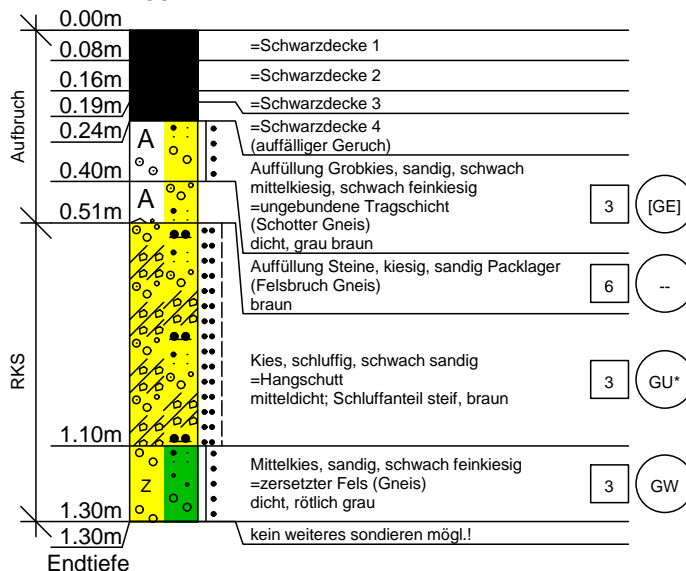 0.00m
0.08m
=Schwarzdecke 1
0.16m
=Schwarzdecke 2
0.19m
=Schwarzdecke 3
0.24m
=Schwarzdecke 4
(auffälliger Geruch)
Aufbruch
A
0.40m
Auffüllung Grobkies, sandig, schwach
mittelkiesig, schwach feinkiesig
=ungebundene Tragschicht
(Schotter Gneis)
dicht, grau braun
3
[GE]
A
0.51m
Auffüllung Steine, kiesig, sandig Packlager
(Felsbruch Gneis)
braun
6
--
RKS
Kies, schluffig, schwach sandig
=Hangschutt
mitteldicht; Schluffanteil steif, braun
3
GU*
1.10m
Mittelkies, sandig, schwach feinkiesig
=zersetzter Fels (Gneis)
dicht, rötlich grau
3
GW
Z
1.30m
1.30m
kein weiteres sondieren mögl.!
Endtiefe